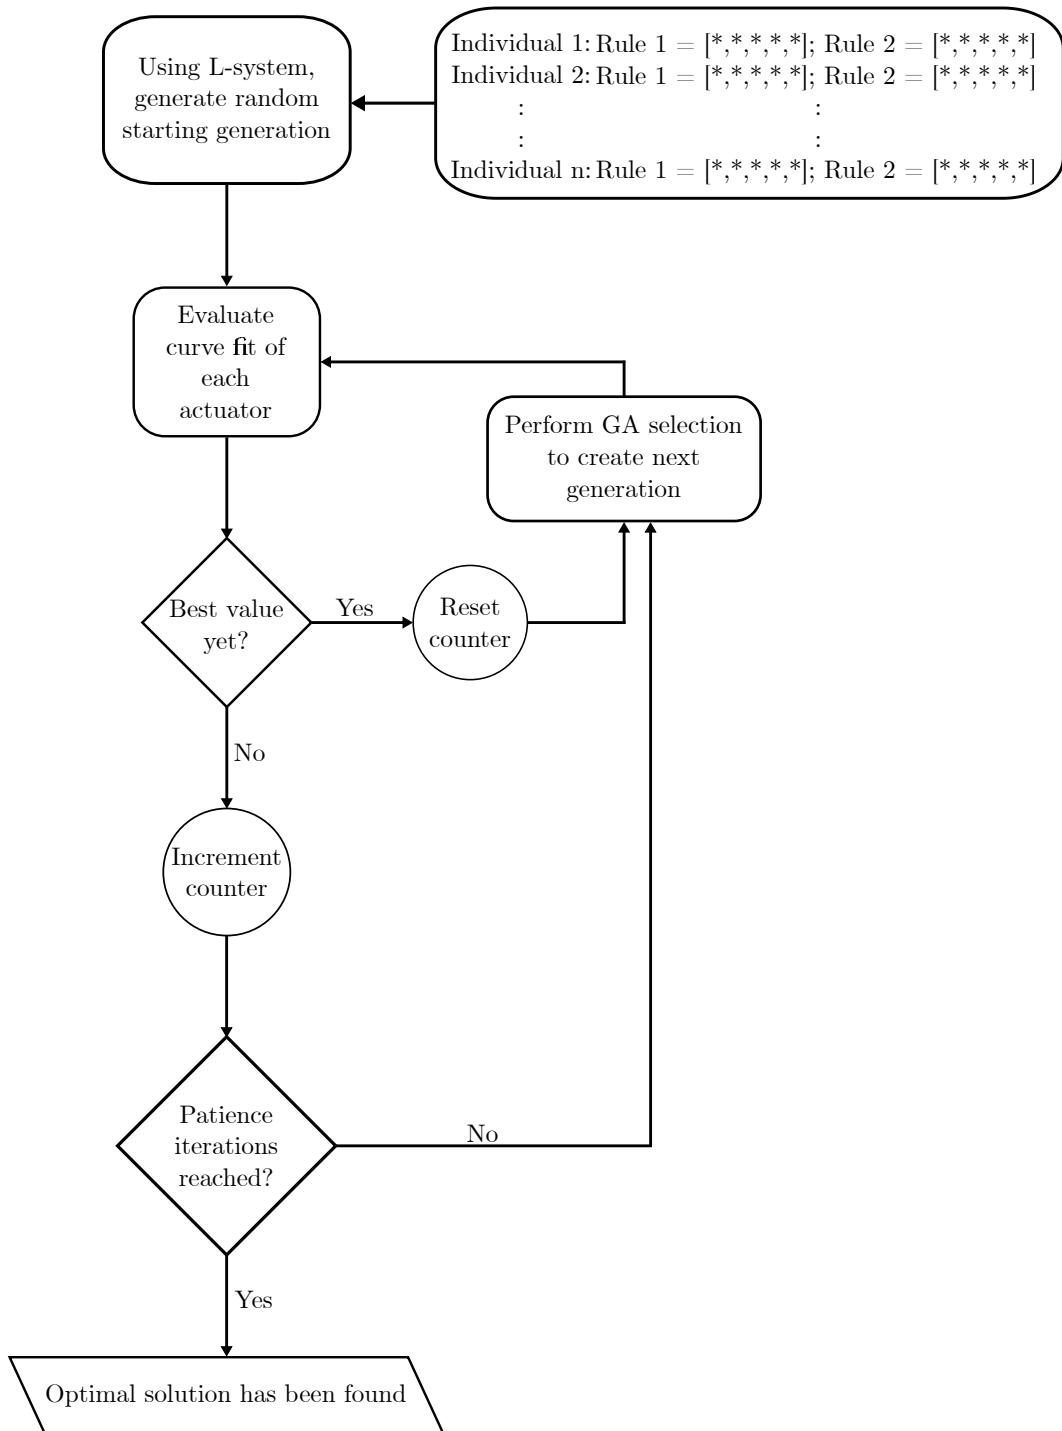 Using L-system,
generate random
starting generation
Individual 1: Rule 1 = [*,*,*,*,*]; Rule 2 = [*,*,*,*,*]
Individual 2: Rule 1 = [*,*,*,*,*]; Rule 2 = [*,*,*,*,*]
: :
: :
Individual n: Rule 1 = [*,*,*,*,*]; Rule 2 = [*,*,*,*,*]
Evaluate
curve fit of
each
actuator
Perform GA selection
to create next
generation
Best value
yet?
Yes
Reset
counter
No
Increment
counter
Patience
iterations
reached?
No
Yes
Optimal solution has been found